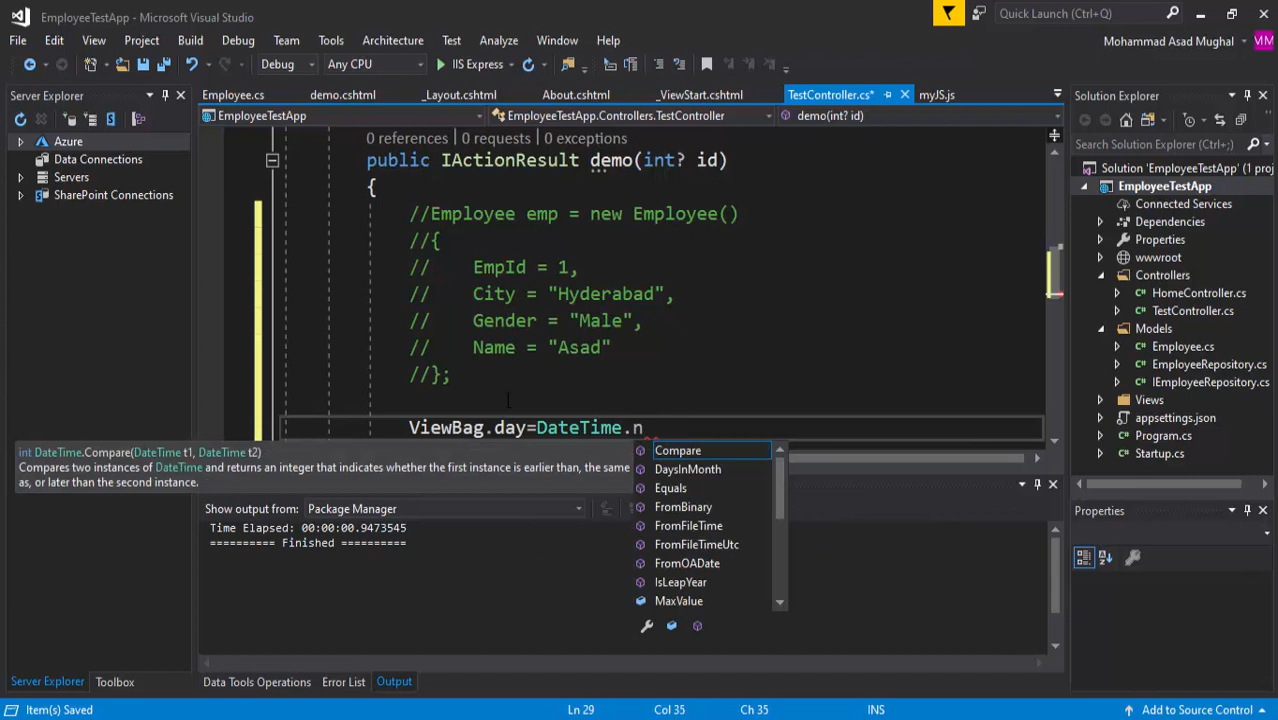 EmployeeTestApp - Microsoft Visual Studio
Quick Launch (Ctrl+Q)
File Edit View Project Build Debug Team Tools Architecture Test Analyze Window Help
Mohammad Asad Mughal
MM
Debug Any CPU IIS Express
Server Explorer
Azure
Data Connections
Servers
SharePoint Connections
Employee.cs demo.cshtml _Layout.cshtml About.cshtml _ViewStart.cshtml TestController.cs* myJS.js
EmployeeTestApp EmployeeTestApp.Controllers.TestController demo(int? id)
0 references | 0 requests | 0 exceptions
public IActionResult demo(int? id)
{
//Employee emp = new Employee()
//{
// EmpId = 1,
// City = "Hyderabad",
// Gender = "Male",
// Name = "Asad"
//};
ViewBag.day=DateTime.n
int DateTime.Compare(DateTime t1, DateTime t2)
Compares two instances of DateTime and returns an integer that indicates whether the first instance is earlier than, the same
as, or later than the second instance.
Compare
DaysInMonth
Equals
FromBinary
FromFileTime
FromFileTimeUtc
FromOADate
IsLeapYear
MaxValue
Show output from: Package Manager
Time Elapsed: 00:00:00.9473545
========== Finished ==========
Solution Explorer
Search Solution Explorer (Ctrl+;)
Solution 'EmployeeTestApp' (1 proj
EmployeeTestApp
Connected Services
Dependencies
Properties
wwwroot
Controllers
HomeController.cs
TestController.cs
Models
Employee.cs
EmployeeRepository.cs
IEmployeeRepository.cs
Views
appsettings.json
Program.cs
Startup.cs
Properties
Server Explorer Toolbox
Data Tools Operations Error List Output
Item(s) Saved Ln 29 Col 35 Ch 35 INS Add to Source Control